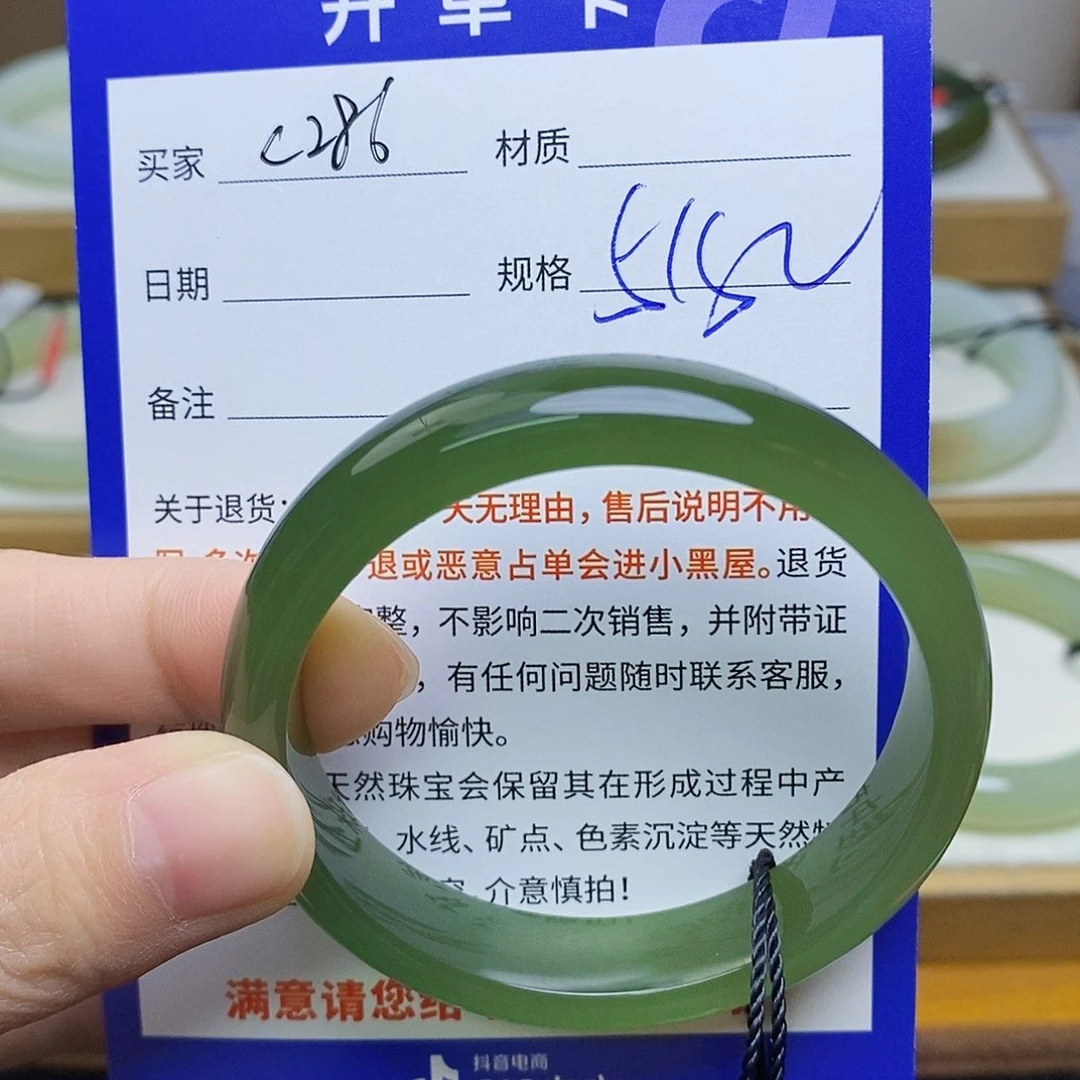 开单卡
买家 C286 材质
日期 规格
备注
关于退货: 天无理由,售后说明不用
退或恶意占单会进小黑屋。退货
整,不影响二次销售,并附带证
,有任何问题随时联系客服,
购物愉快。
天然珠宝会保留其在形成过程中产
水线、矿点、色素沉淀等天然
介意慎拍!
满意请您给
抖音电商